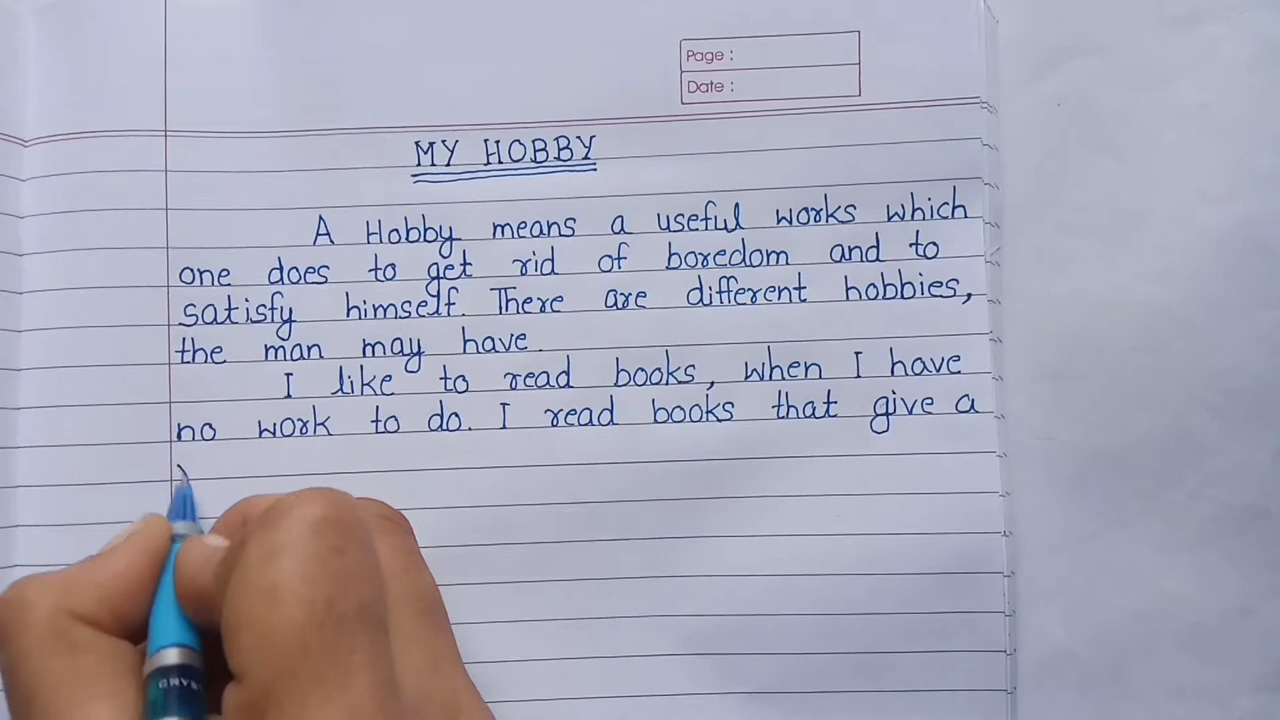 Page :
Date :
MY HOBBY
A Hobby means a useful works which
one does to get rid of boredom and to
satisfy himself. There are different hobbies,
the man may have.
I like to read books, when I have
no work to do. I read books that give a